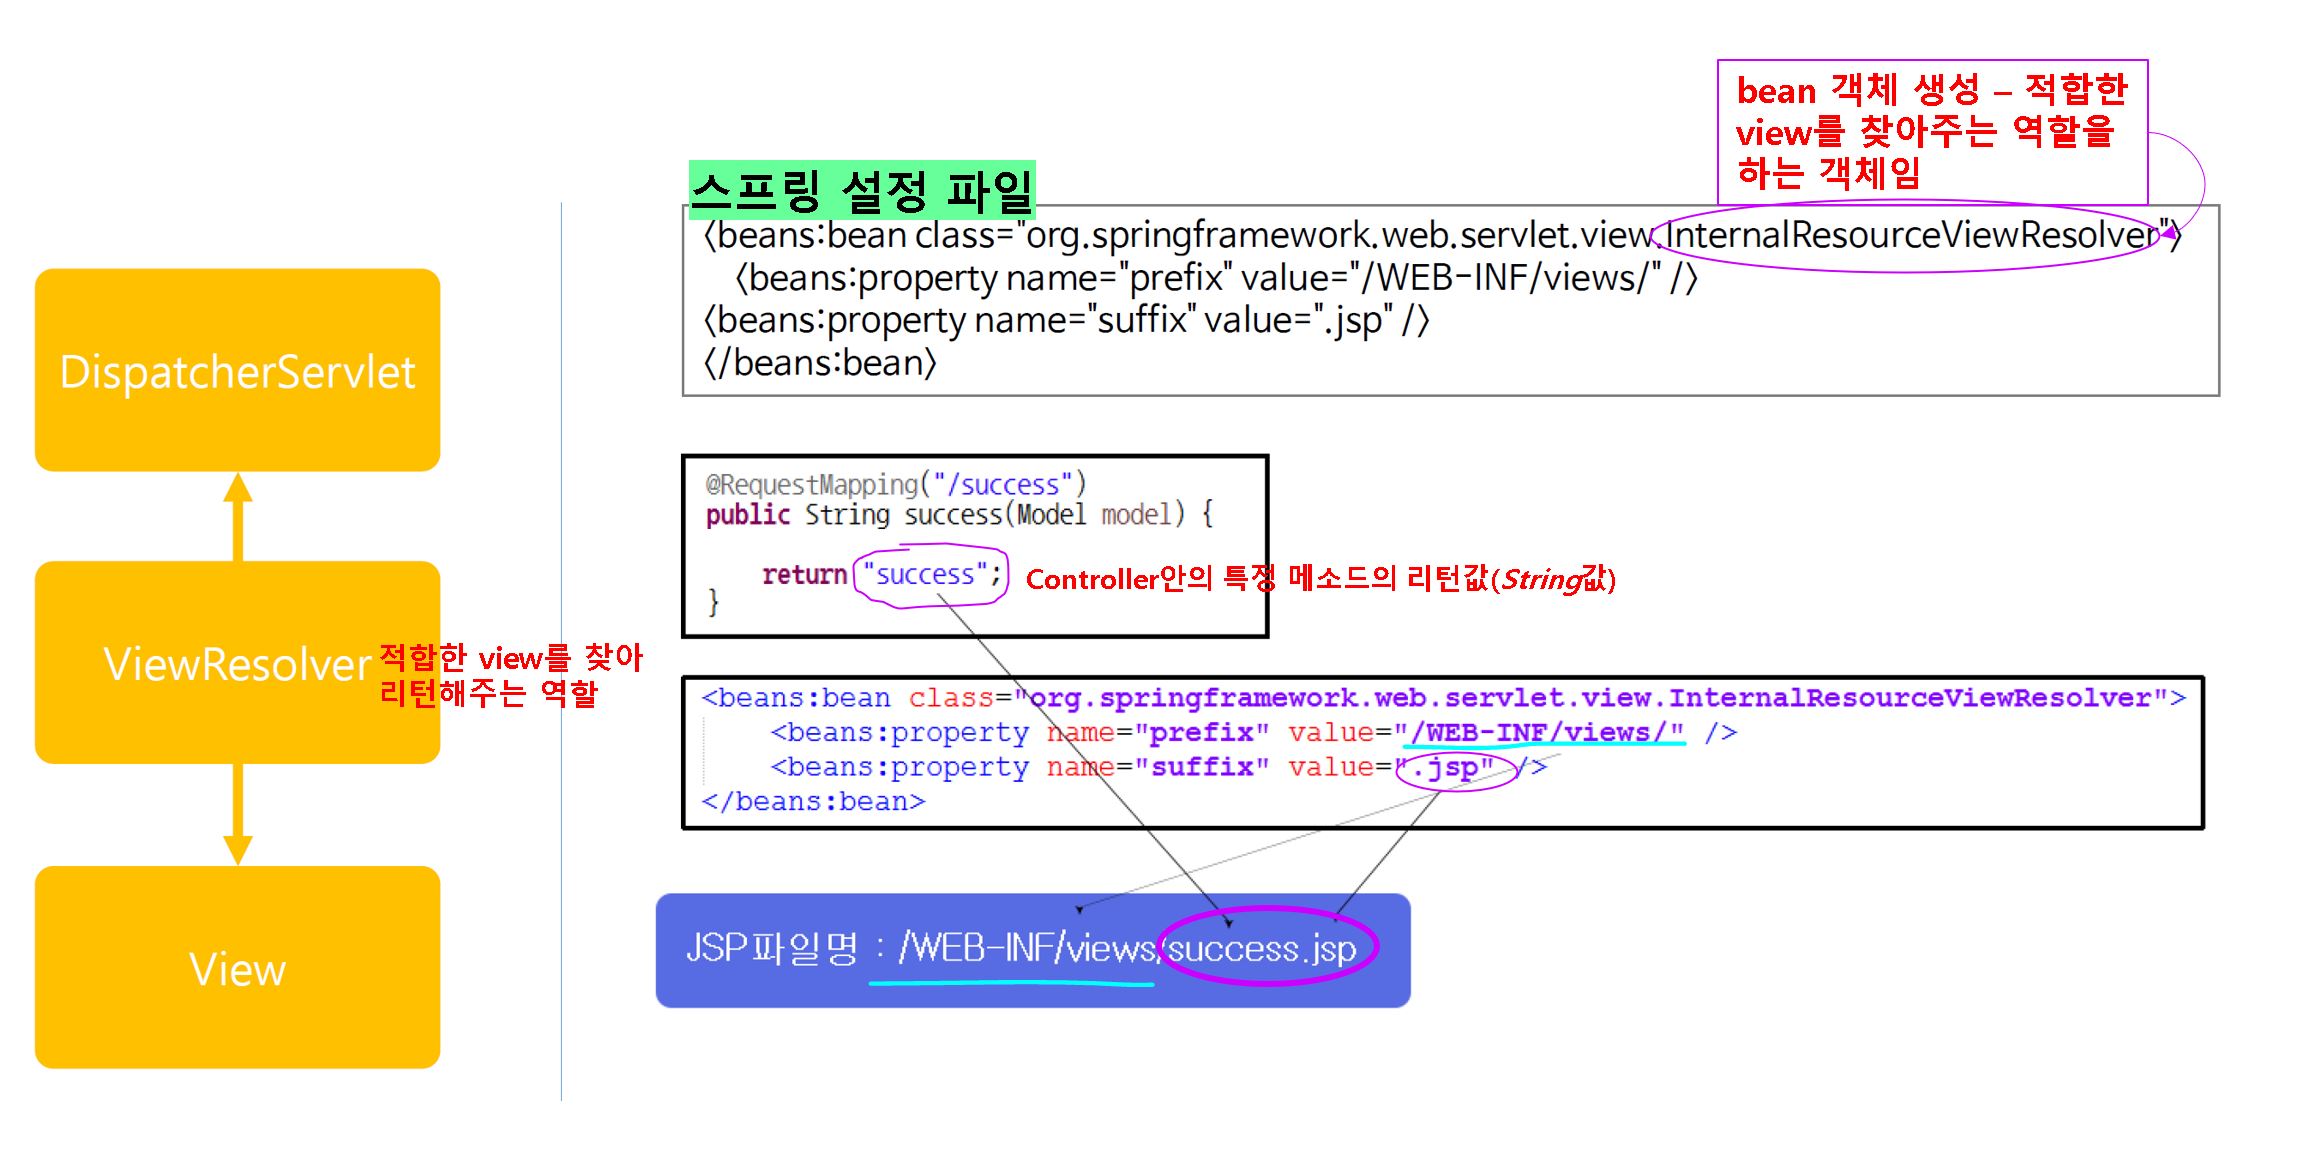 DispatcherServlet
ViewResolver
적합한 view를 찾아
리턴해주는 역할
View
bean 객체 생성 – 적합한
view를 찾아주는 역할을
하는 객체임
스프링 설정 파일
<beans:bean class="org.springframework.web.servlet.view.InternalResourceViewResolver">
<beans:property name="prefix" value="/WEB-INF/views/" />
<beans:property name="suffix" value=".jsp" />
</beans:bean>
@RequestMapping("/success")
public String success(Model model) {
return "success";
Controller안의 특정 메소드의 리턴값(String값)
}
<beans:bean class="org.springframework.web.servlet.view.InternalResourceViewResolver">
<beans:property name="prefix" value="/WEB-INF/views/" />
<beans:property name="suffix" value=".jsp" />
</beans:bean>
JSP파일명 : /WEB-INF/views/success.jsp